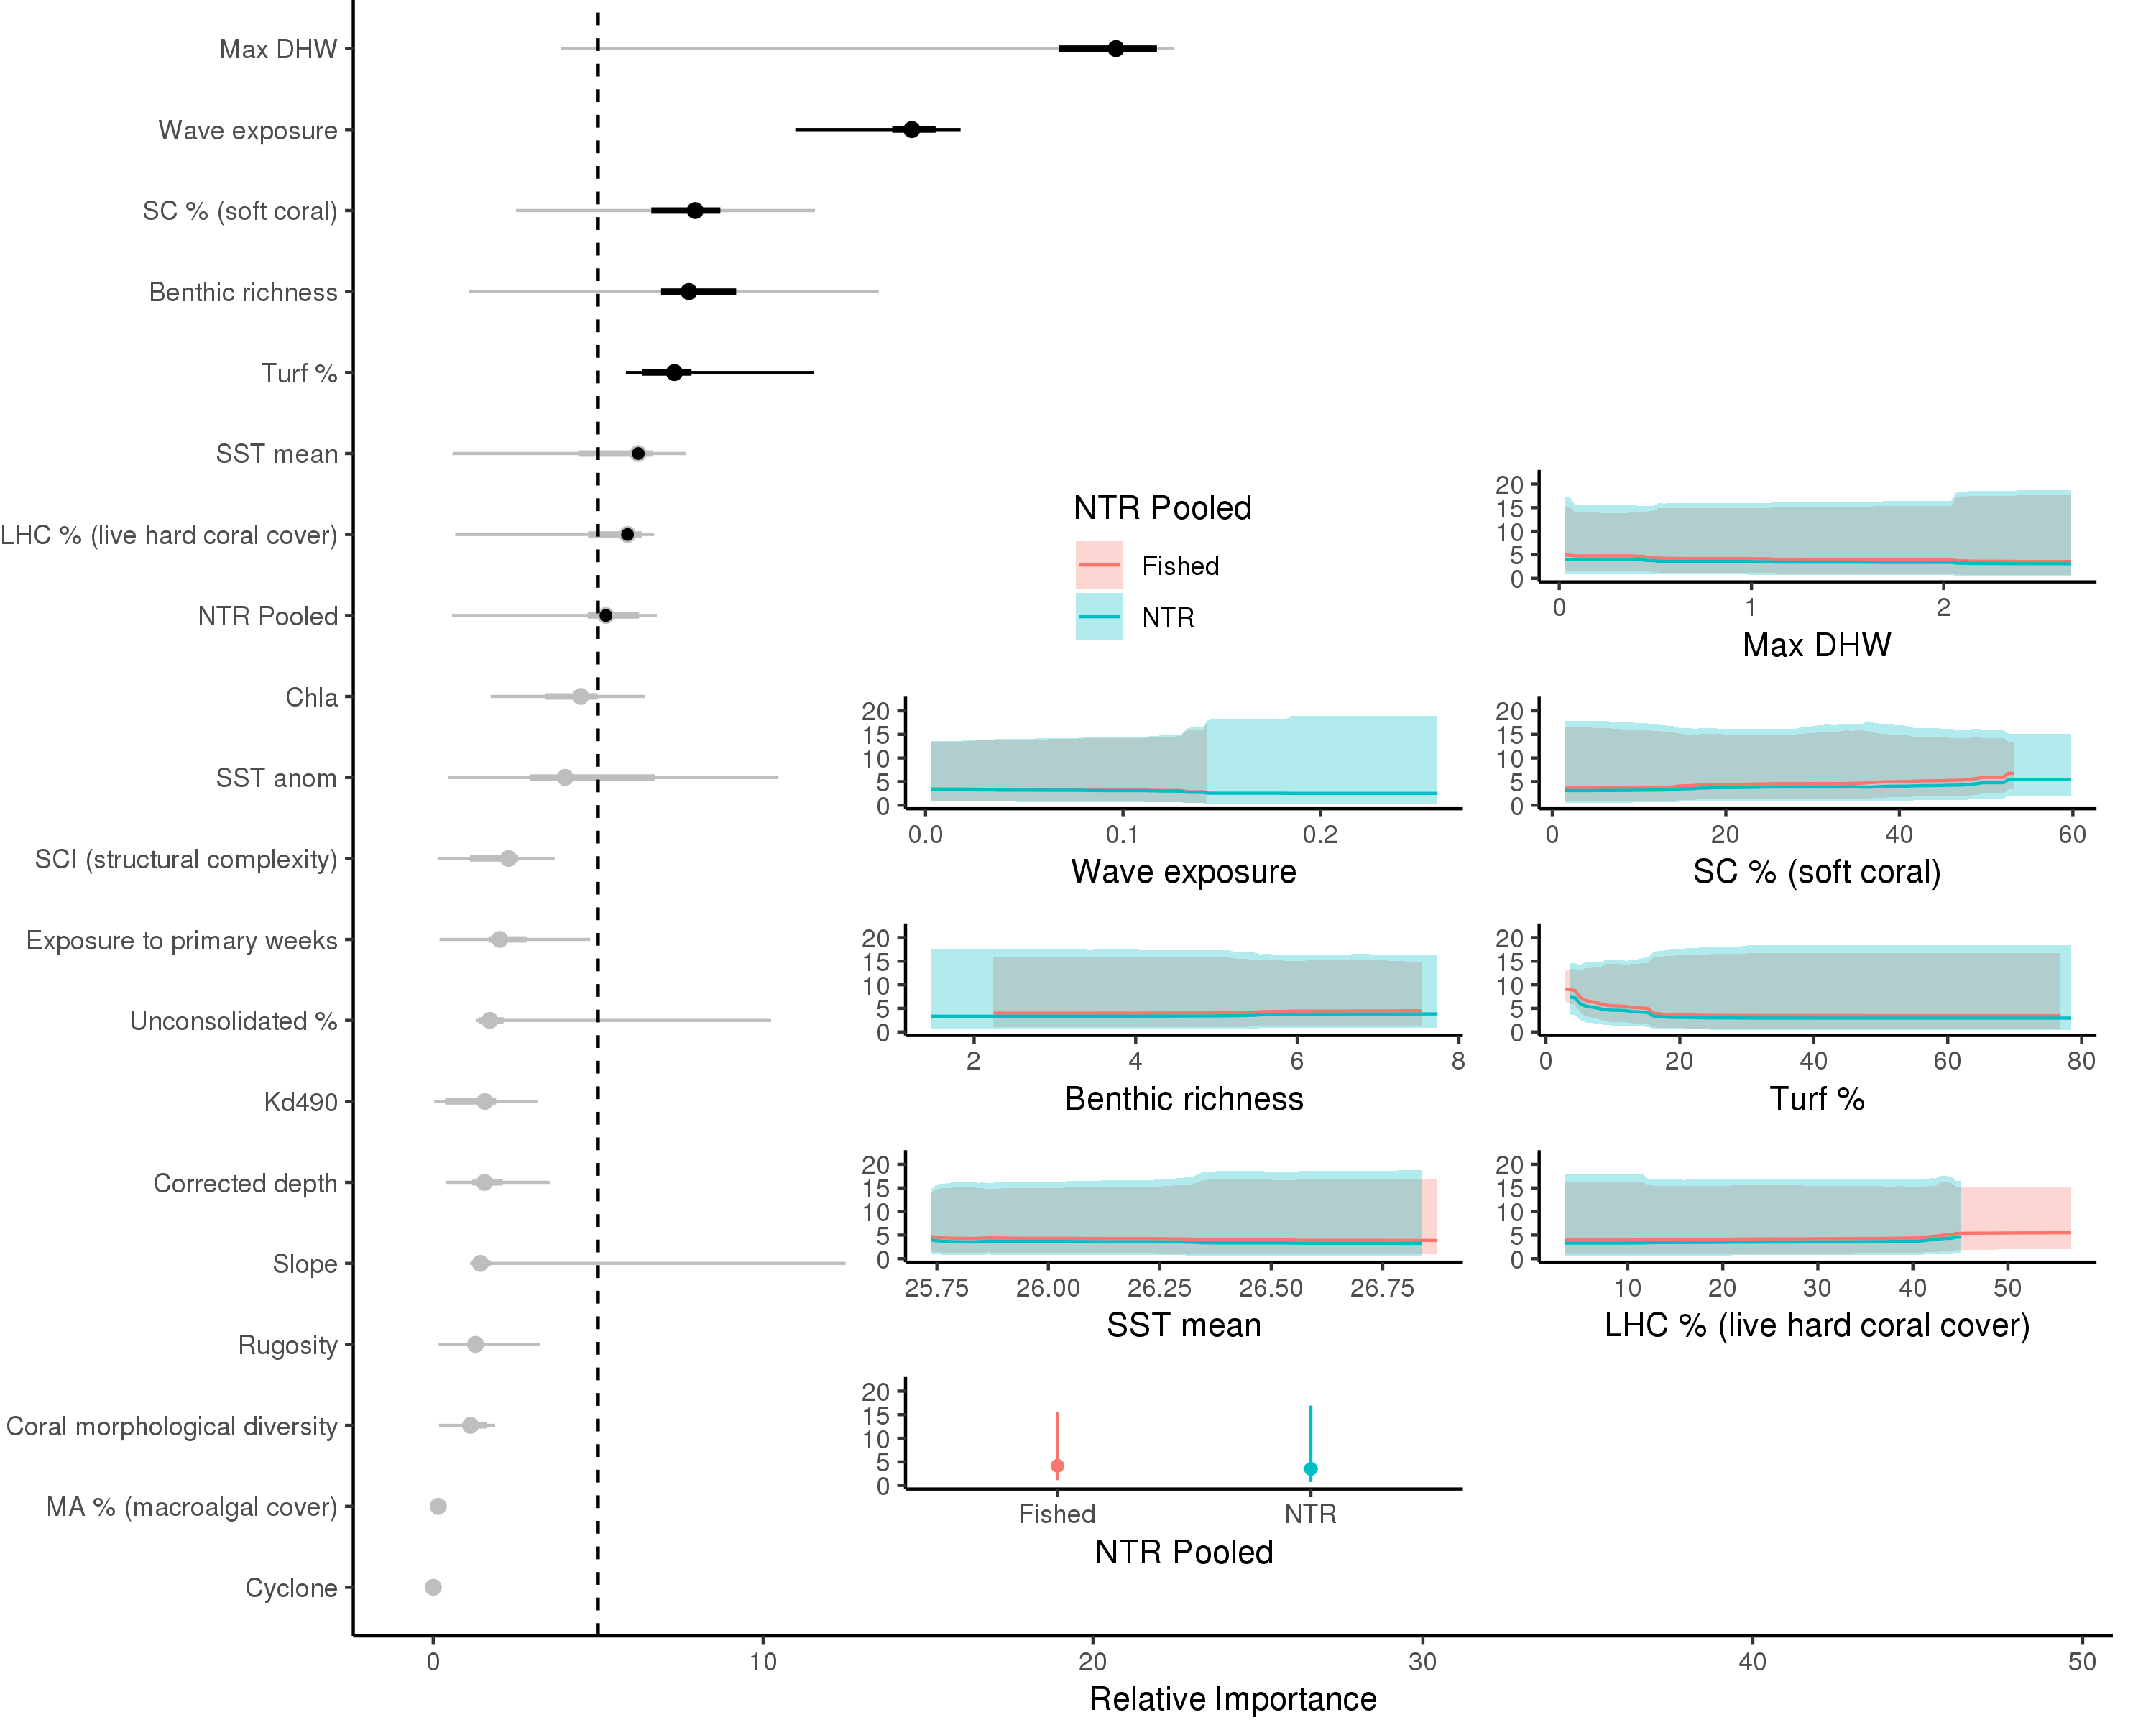 Max DHW
Wave exposure
SC % (soft coral)
Benthic richness
Turf %
SST mean
LHC % (live hard coral cover)
NTR Pooled
Chla
SST anom
SCI (structural complexity)
Exposure to primary weeks
Unconsolidated %
Kd490
Corrected depth
Slope
Rugosity
Coral morphological diversity
MA % (macroalgal cover)
Cyclone
0 10 20 30 40 50
Relative Importance
NTR Pooled
Fished
NTR
20
15
10
5
0
0 1 2
Max DHW
20
15
10
5
0
0.0 0.1 0.2
Wave exposure
20
15
10
5
0
0 20 40 60
SC % (soft coral)
20
15
10
5
0
2 4 6 8
Benthic richness
20
15
10
5
0
0 20 40 60 80
Turf %
20
15
10
5
0
25.75 26.00 26.25 26.50 26.75
SST mean
20
15
10
5
0
10 20 30 40 50
LHC % (live hard coral cover)
20
15
10
5
0
Fished NTR
NTR Pooled